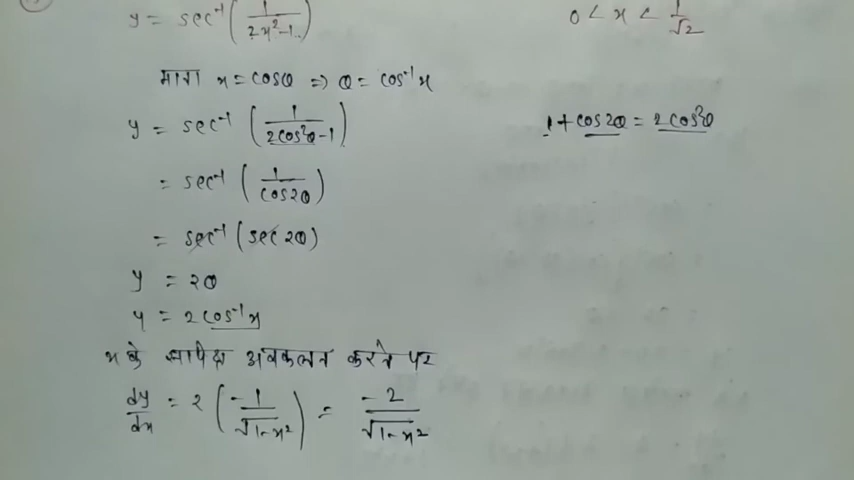 y = sec⁻¹(1/(2x²-1)) 0 < x < 1/√2
माना x = cosθ ⇒ θ = cos⁻¹x
y = sec⁻¹(1/(2cos²θ-1)) 1 + cos2θ = 2cos²θ
= sec⁻¹(1/cos2θ)
= sec⁻¹(sec2θ)
y = 2θ
y = 2cos⁻¹x
x के सापेक्ष अवकलन करने पर
dy/dx = 2(-1/√(1-x²)) = -2/√(1-x²)